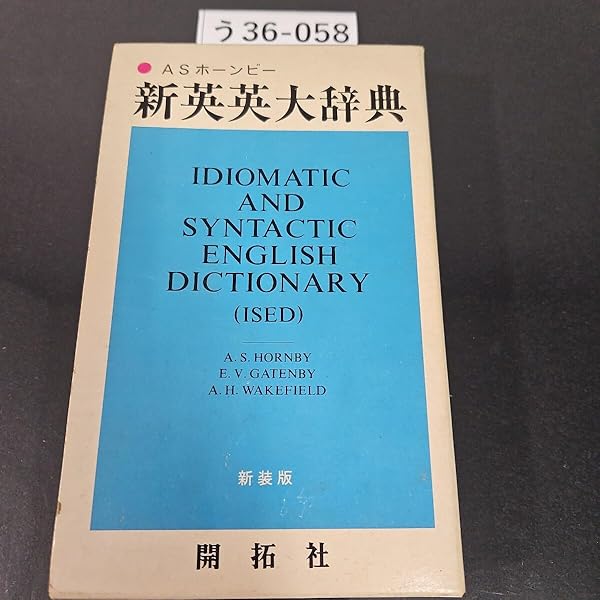 う36-058
● ASホーンビー
新英英大辞典
IDIOMATIC
AND
SYNTACTIC
ENGLISH
DICTIONARY
(ISED)
A. S. HORNBY
E. V. GATENBY
A. H. WAKEFIELD
新装版
開拓社